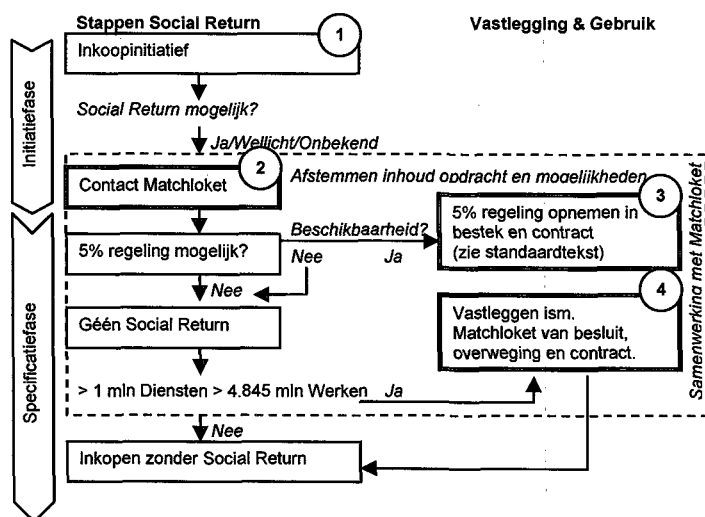 Stappen Social Return
Vastlegging & Gebruik
1
Inkoopinitiatief
Social Return mogelijk?
Ja/Wellicht/Onbekend
Initiatiefase
2
Contact Matchloket
Afstemmen inhoud opdracht en mogelijkheden
3
5% regeling mogelijk?
Beschikbaarheid?
Nee
Ja
5% regeling opnemen in
bestek en contract
(zie standaardtekst)
Nee
4
Géén Social Return
Vastleggen ism.
Matchloket van besluit,
overweging en contract.
> 1 mln Diensten > 4.845 mln Werken
Ja
Samenwerking met Matchloket
Specificatiefase
Nee
Inkopen zonder Social Return